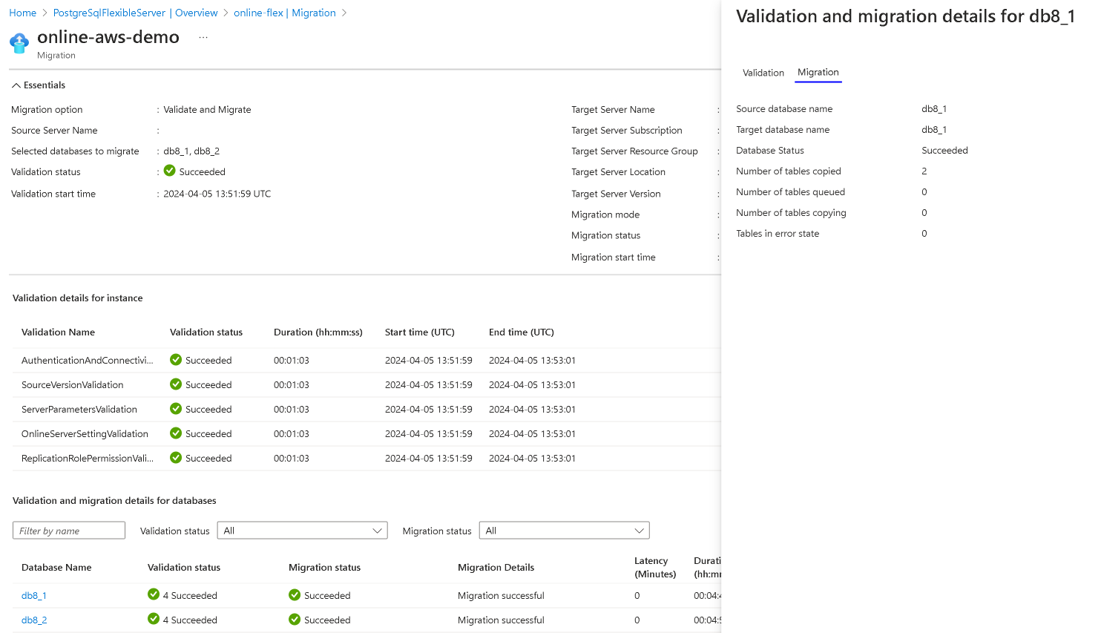 Home > PostgreSqlFlexibleServer | Overview > online-flex | Migration >
online-aws-demo ...
Migration
Essentials
Migration option : Validate and Migrate
Source Server Name :
Selected databases to migrate : db8_1, db8_2
Validation status : Succeeded
Validation start time : 2024-04-05 13:51:59 UTC
Target Server Name :
Target Server Subscription :
Target Server Resource Group :
Target Server Location :
Target Server Version :
Migration mode :
Migration status :
Migration start time :
Validation details for instance
Validation Name Validation status Duration (hh:mm:ss) Start time (UTC) End time (UTC)
AuthenticationAndConnectivi... Succeeded 00:01:03 2024-04-05 13:51:59 2024-04-05 13:53:01
SourceVersionValidation Succeeded 00:01:03 2024-04-05 13:51:59 2024-04-05 13:53:01
ServerParametersValidation Succeeded 00:01:03 2024-04-05 13:51:59 2024-04-05 13:53:01
OnlineServerSettingValidation Succeeded 00:01:03 2024-04-05 13:51:59 2024-04-05 13:53:01
ReplicationRolePermissionVali... Succeeded 00:01:03 2024-04-05 13:51:59 2024-04-05 13:53:01
Validation and migration details for databases
Filter by name Validation status All Migration status All
Database Name Validation status Migration status Migration Details Latency (Minutes)
db8_1 4 Succeeded Succeeded Migration successful 0
db8_2 4 Succeeded Succeeded Migration successful 0
Validation and migration details for db8_1
Validation Migration
Source database name db8_1
Target database name db8_1
Database Status Succeeded
Number of tables copied 2
Number of tables queued 0
Number of tables copying 0
Tables in error state 0